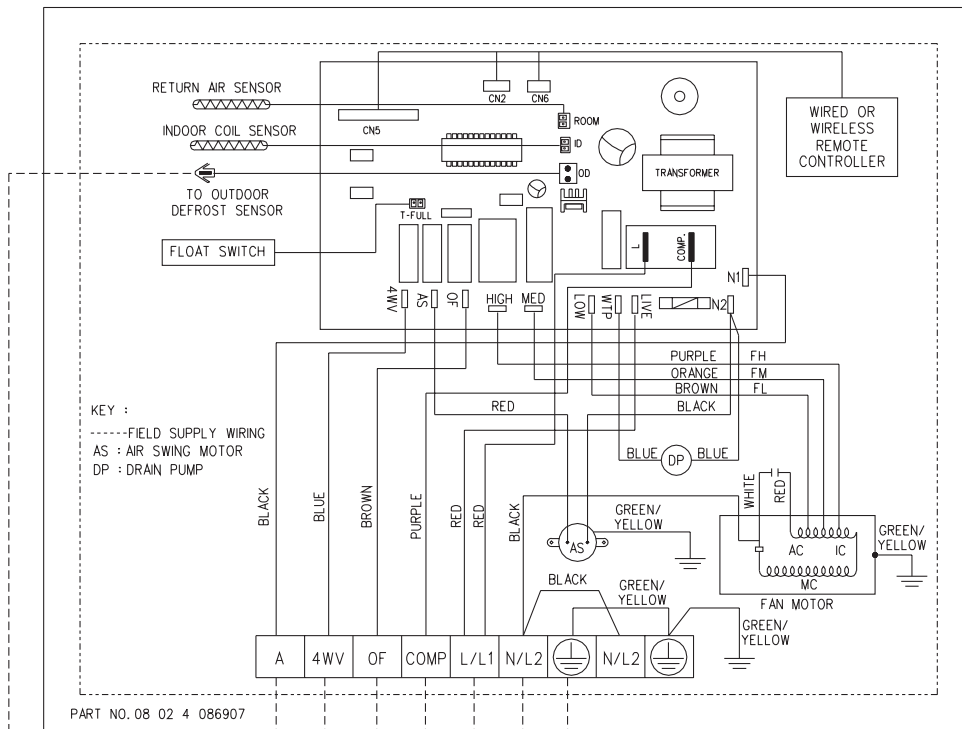 RETURN AIR SENSOR
INDOOR COIL SENSOR
TO OUTDOOR
DEFROST SENSOR
FLOAT SWITCH
CN5
CN2
CN6
ROOM
ID
OD
T-FULL
TRANSFORMER
WIRED OR
WIRELESS
REMOTE
CONTROLLER
L
COMP.
N1
4WV
AS
OF
HIGH
MED
LOW
WTP
LIVE
N2
PURPLE FH
ORANGE FM
BROWN FL
RED
BLACK
BLUE
DP
BLUE
KEY :
------FIELD SUPPLY WIRING
AS : AIR SWING MOTOR
DP : DRAIN PUMP
BLACK
BLUE
BROWN
PURPLE
RED
RED
BLACK
AS
GREEN/
YELLOW
WHITE
RED
AC
IC
MC
FAN MOTOR
GREEN/
YELLOW
BLACK
GREEN/
YELLOW
GREEN/
YELLOW
A 4WV OF COMP L/L1 N/L2 N/L2
PART NO. 08 02 4 086907